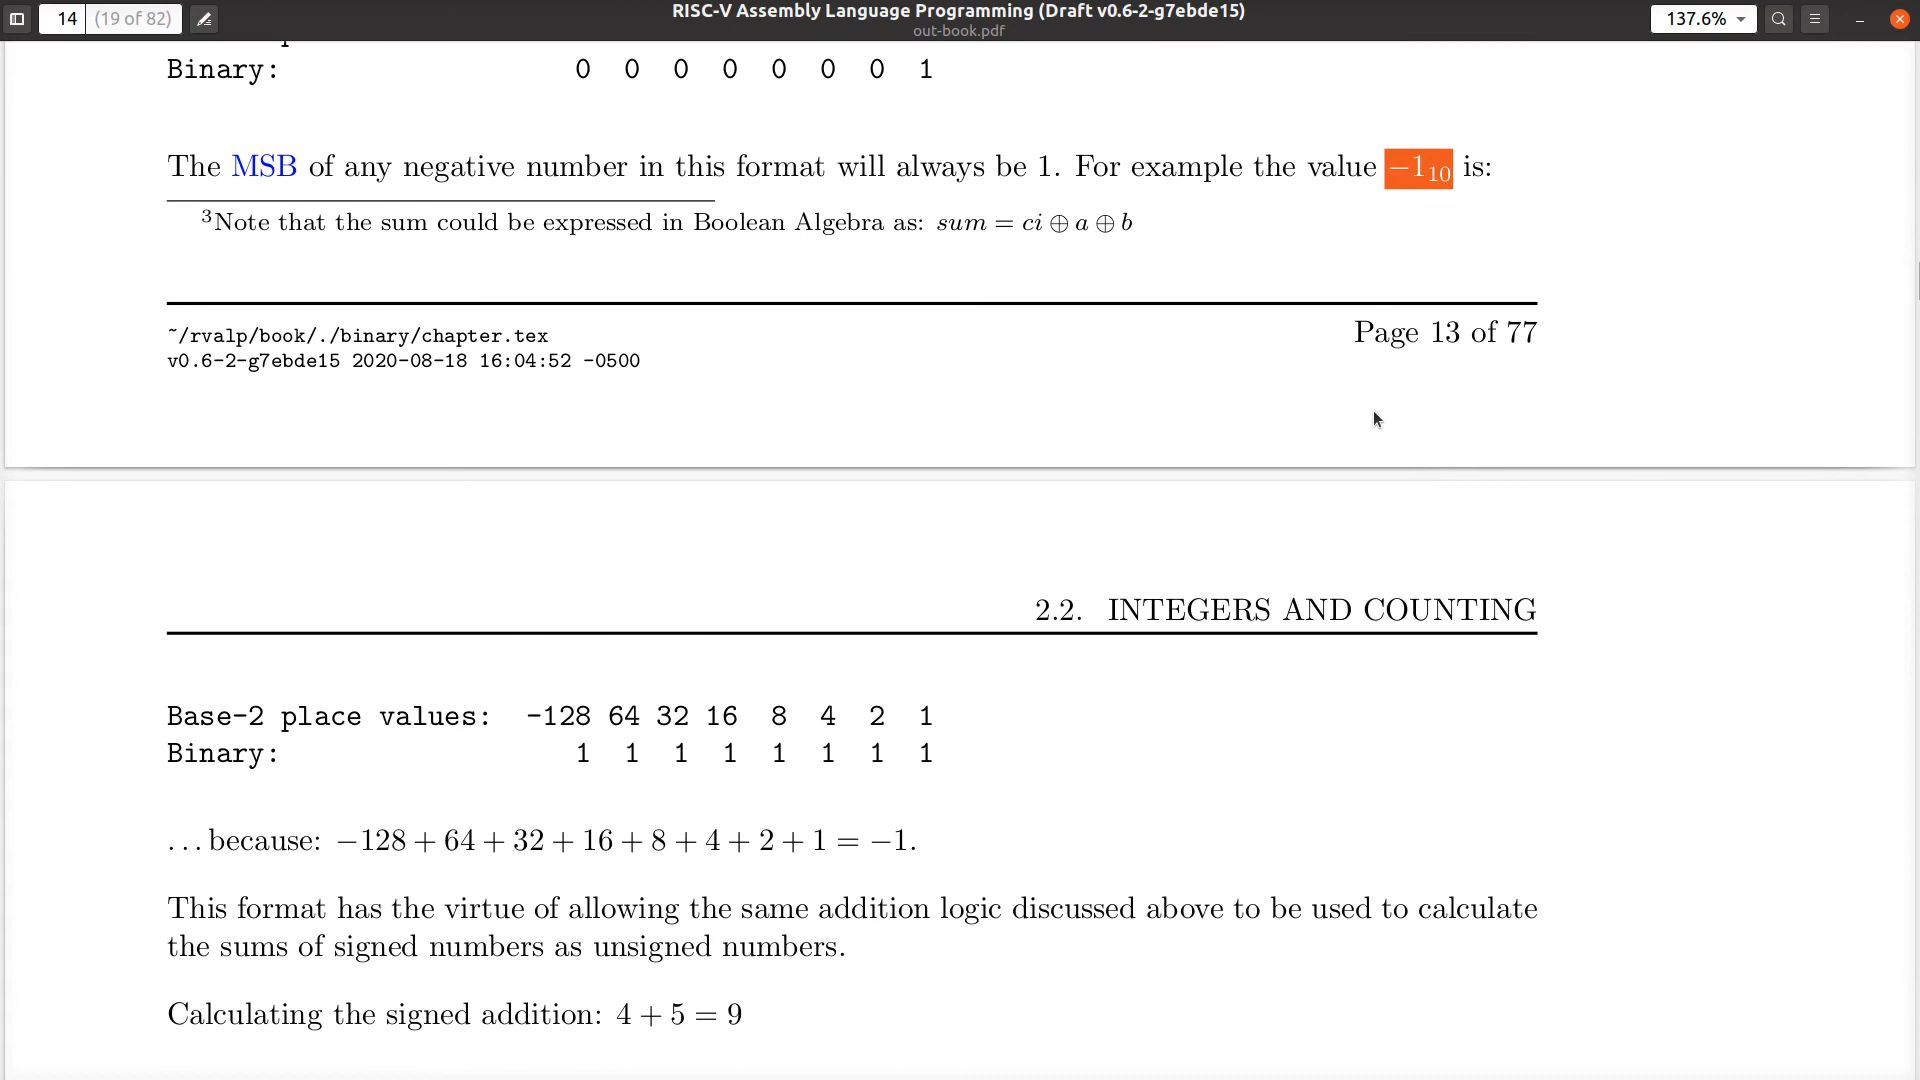 14 (19 of 82) RISC-V Assembly Language Programming (Draft v0.6-2-g7ebde15) 137.6%
out-book.pdf
Binary: 0 0 0 0 0 0 0 1
The MSB of any negative number in this format will always be 1. For example the value −1₁₀ is:
³Note that the sum could be expressed in Boolean Algebra as: sum = ci ⊕ a ⊕ b
~/rvalp/book/./binary/chapter.tex Page 13 of 77
v0.6-2-g7ebde15 2020-08-18 16:04:52 -0500
2.2. INTEGERS AND COUNTING
Base-2 place values: -128 64 32 16 8 4 2 1
Binary: 1 1 1 1 1 1 1 1
...because: −128 + 64 + 32 + 16 + 8 + 4 + 2 + 1 = −1.
This format has the virtue of allowing the same addition logic discussed above to be used to calculate
the sums of signed numbers as unsigned numbers.
Calculating the signed addition: 4 + 5 = 9